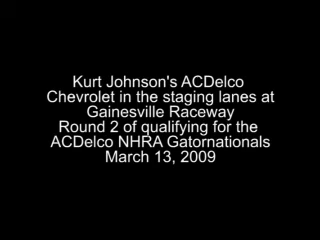 Kurt Johnson's ACDelco
Chevrolet in the staging lanes at
Gainesville Raceway
Round 2 of qualifying for the
ACDelco NHRA Gatornationals
March 13, 2009